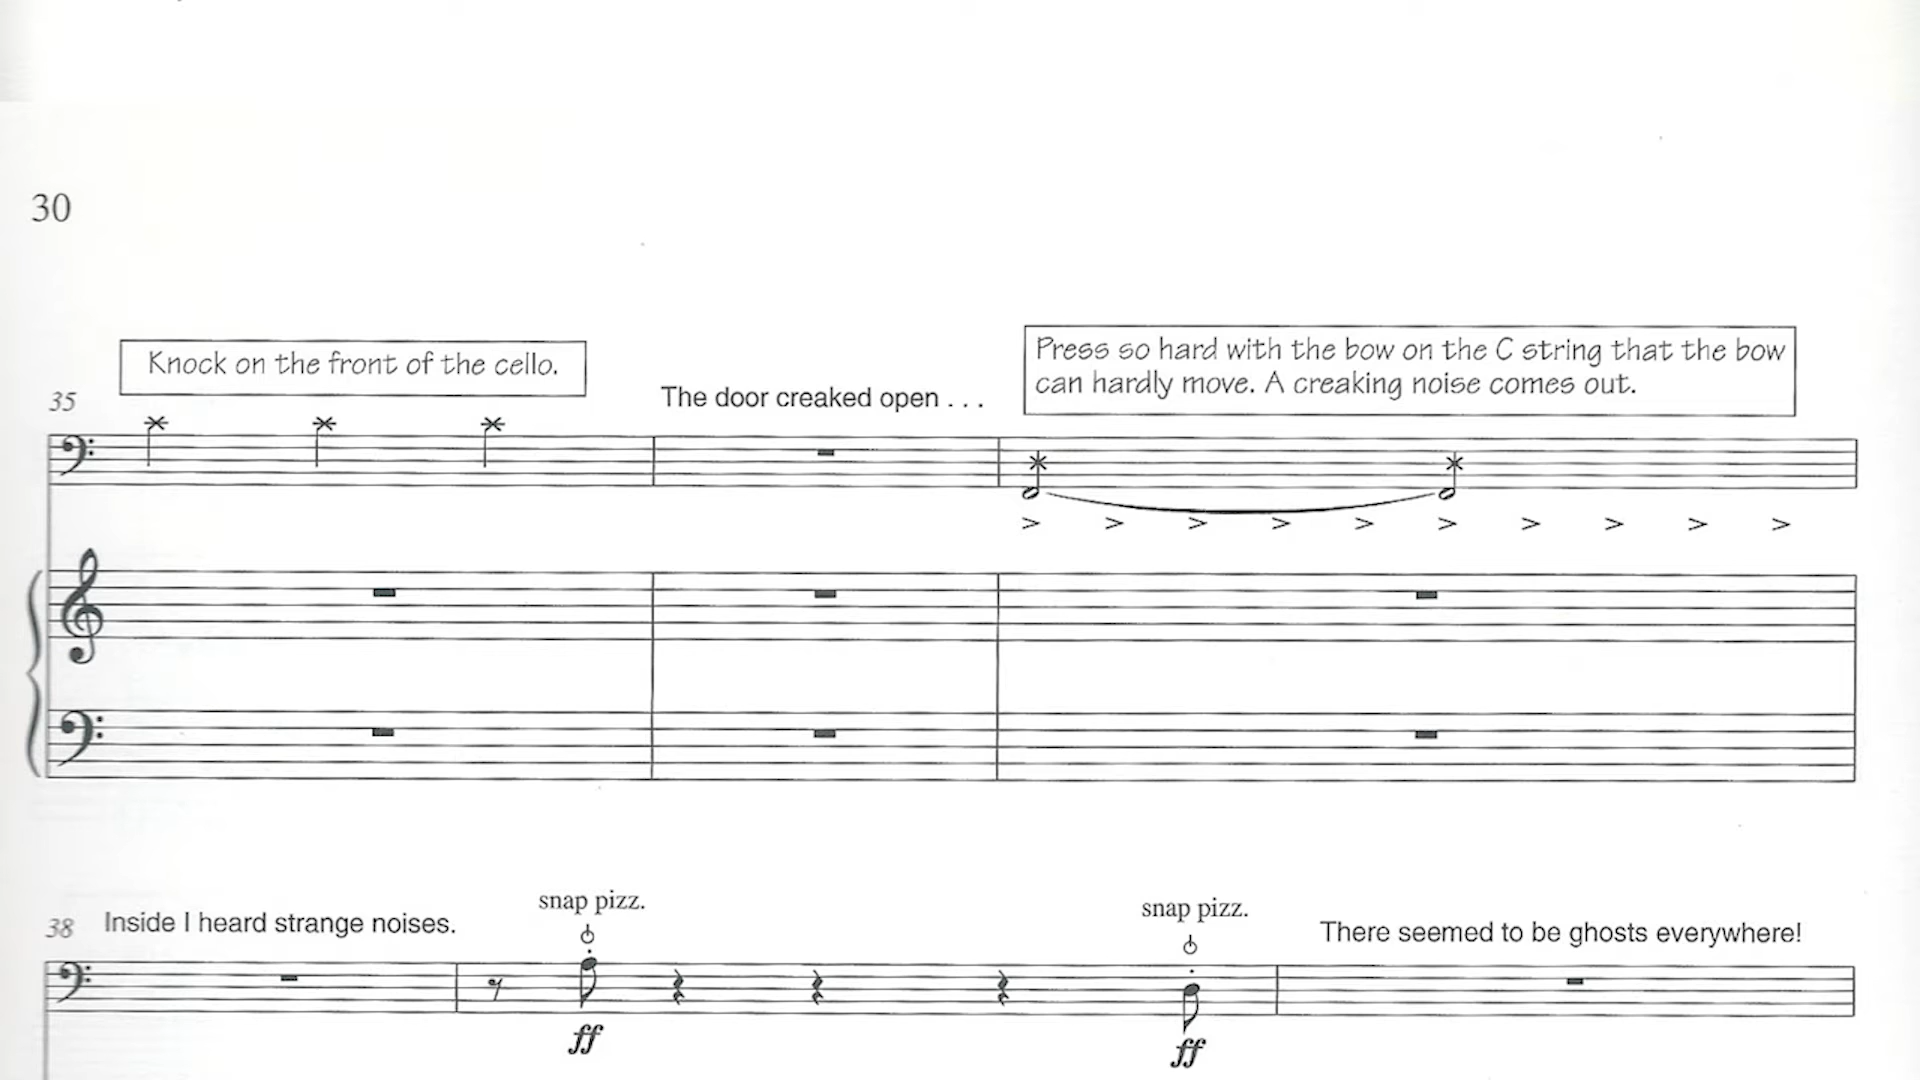 30
Knock on the front of the cello.
Press so hard with the bow on the C string that the bow
can hardly move. A creaking noise comes out.
35
The door creaked open . . .
snap pizz.
snap pizz.
38
Inside I heard strange noises.
There seemed to be ghosts everywhere!
ff
ff